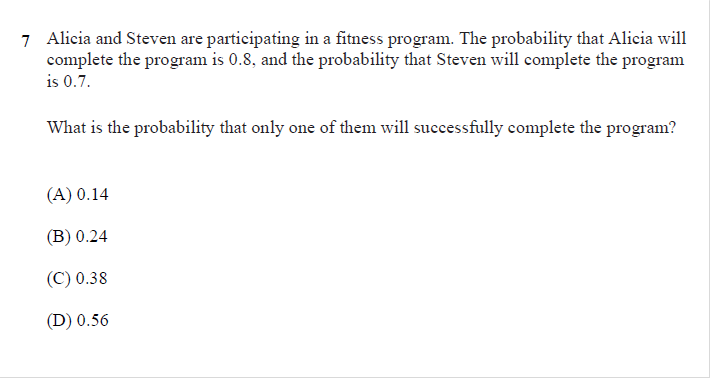 7 Alicia and Steven are participating in a fitness program. The probability that Alicia will
complete the program is 0.8, and the probability that Steven will complete the program
is 0.7.
What is the probability that only one of them will successfully complete the program?
(A) 0.14
(B) 0.24
(C) 0.38
(D) 0.56